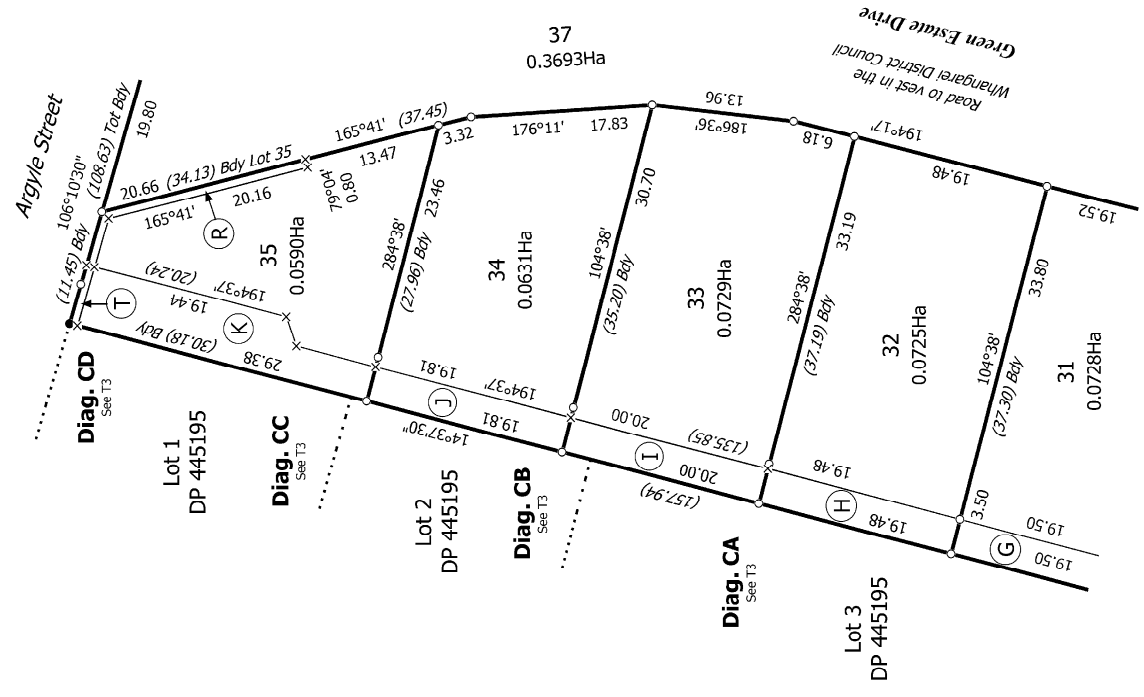 Argyle Street
106°10'30"
(108.63) Tot Bdy
19.80
(11.45) Bdy
20.66
(34.13) Bdy Lot 35
165°41'
20.16
R
79°04'
0.80
165°41'
(37.45)
13.47
3.32
37
0.3693Ha
176°11'
17.83
13.96
186°36'
6.18
194°17'
19.48
19.52
Green Estate Drive
Road to vest in the
Whangarei District Council
T
K
(20.24)
194°37'
19.44
35
0.0590Ha
(30.18) Bdy
29.38
284°38'
23.46
(27.96) Bdy
34
0.0631Ha
104°38'
30.70
(35.20) Bdy
33
0.0729Ha
284°38'
33.19
(37.19) Bdy
32
0.0725Ha
104°38'
33.80
(37.30) Bdy
31
0.0728Ha
19.81
194°37'
J
19.81
14°37'30"
20.00
(135.85)
I
20.00
(157.94)
19.48
H
19.48
3.50
19.50
G
19.50
Diag. CD
See T3
Lot 1
DP 445195
Diag. CC
See T3
Lot 2
DP 445195
Diag. CB
See T3
Diag. CA
See T3
Lot 3
DP 445195